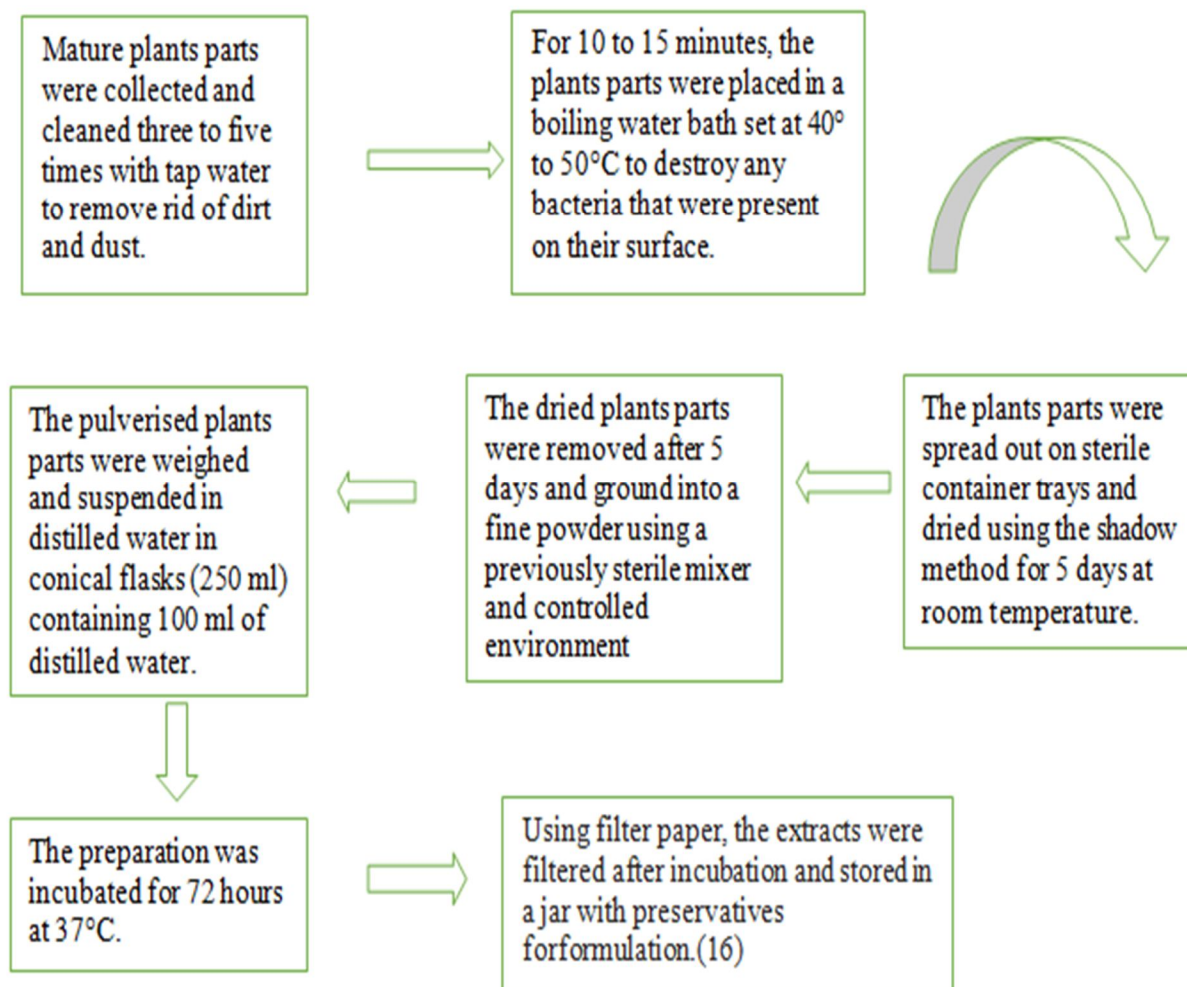 Mature plants parts
were collected and
cleaned three to five
times with tap water
to remove rid of dirt
and dust.
For 10 to 15 minutes, the
plants parts were placed in a
boiling water bath set at 40°
to 50°C to destroy any
bacteria that were present
on their surface.
The plants parts were
spread out on sterile
container trays and
dried using the shadow
method for 5 days at
room temperature.
The dried plants parts
were removed after 5
days and ground into a
fine powder using a
previously sterile mixer
and controlled
environment
The pulverised plants
parts were weighed
and suspended in
distilled water in
conical flasks (250 ml)
containing 100 ml of
distilled water.
The preparation was
incubated for 72 hours
at 37°C.
Using filter paper, the extracts were
filtered after incubation and stored in
a jar with preservatives
forformulation.(16)